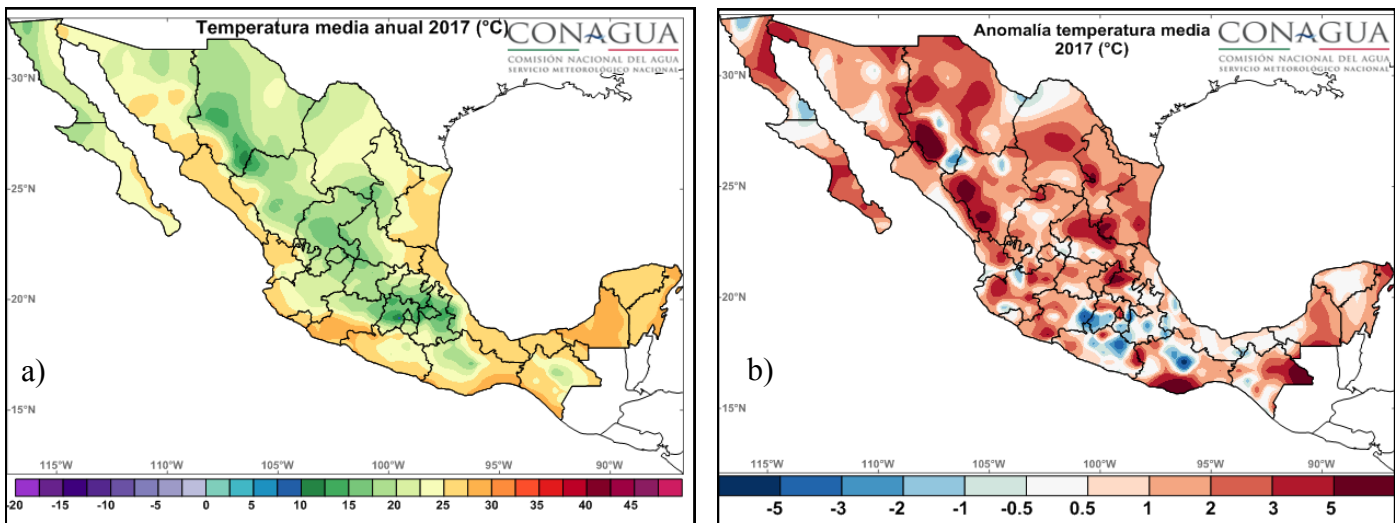 Temperatura media anual 2017 (°C)
CONAGUA
COMISIÓN NACIONAL DEL AGUA
SERVICIO METEOROLÓGICO NACIONAL
30°N
25°N
20°N
15°N
a)
115°W 110°W 105°W 100°W 95°W 90°W
-20 -15 -10 -5 0 5 10 15 20 25 30 35 40 45
Anomalía temperatura media
2017 (°C)
CONAGUA
COMISIÓN NACIONAL DEL AGUA
SERVICIO METEOROLÓGICO NACIONAL
30°N
25°N
20°N
15°N
b)
115°W 110°W 105°W 100°W 95°W 90°W
-5 -3 -2 -1 -0.5 0.5 1 2 3 5